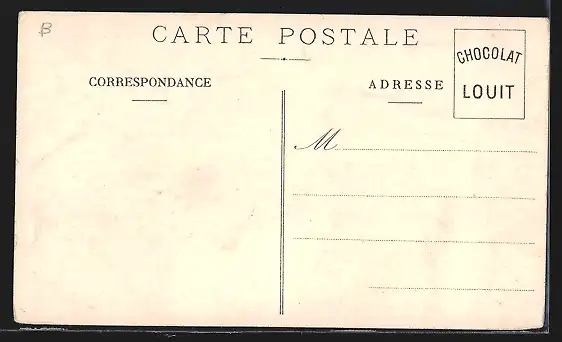 B
CARTE POSTALE
CORRESPONDANCE
ADRESSE
CHOCOLAT
LOUIT
M